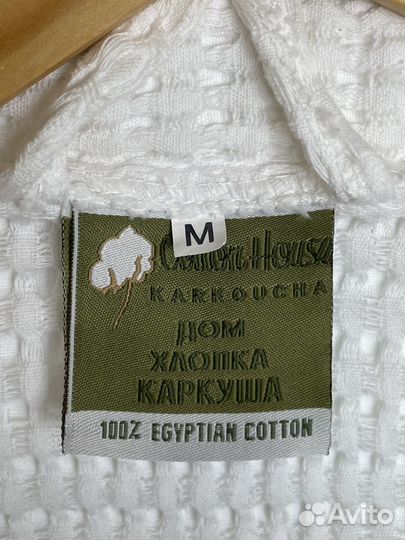 M
Cotton House
KARKOUCHA
ДОМ
ХЛОПКА
КАРКУША
100% EGYPTIAN COTTON
Avito